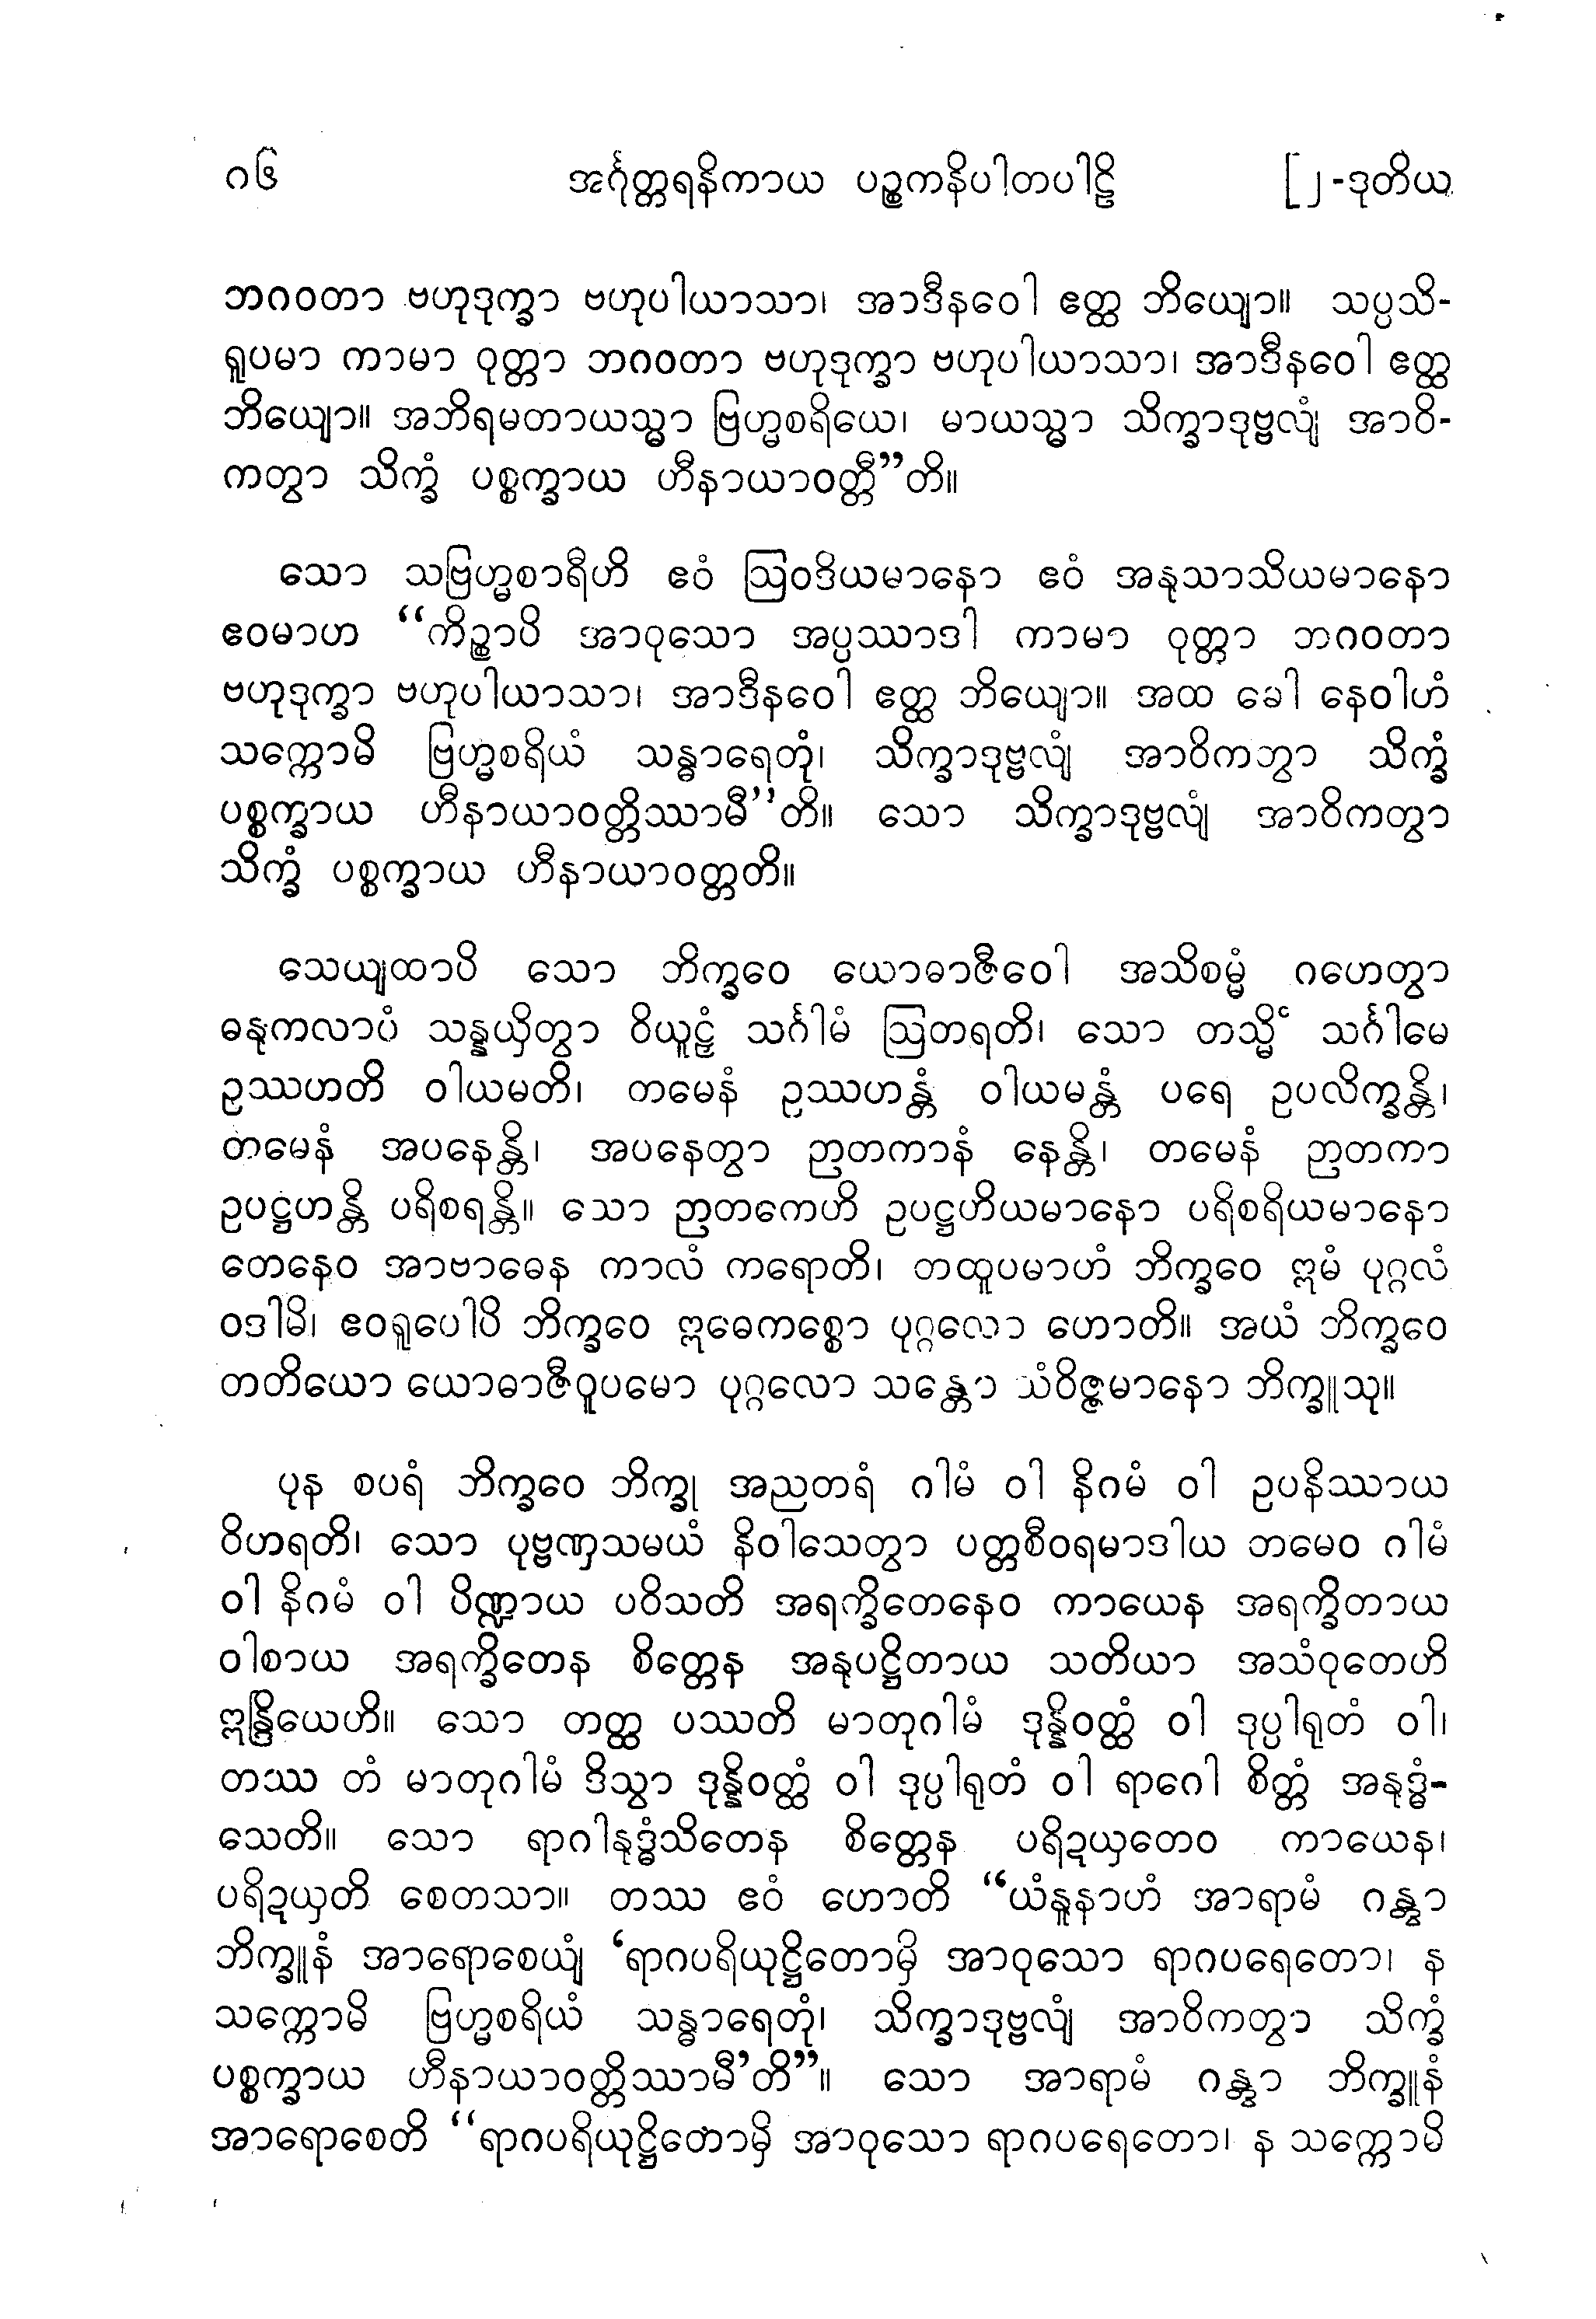 ၈၆ အင်္ဂုတ္တရနိကာယ ပဉ္စကနိပါတပါဠိ [၂-ဒုတိယ
ဘဂဝတာ ဗဟုဒုက္ခာ ဗဟုပါယာသာ၊ အာဒီနဝေါ ဧတ္ထ ဘိယျော။ သပ္ပသိ-
ရူပမာ ကာမာ ဝုတ္တာ ဘဂဝတာ ဗဟုဒုက္ခာ ဗဟုပါယာသာ၊ အာဒီနဝေါ ဧတ္ထ
ဘိယျော။ အဘိရမတာယသ္မာ ဗြဟ္မစရိယေ၊ မာယသ္မာ သိက္ခာဒုဗ္ဗလျံ အာဝိ-
ကတွာ သိက္ခံ ပစ္စက္ခာယ ဟီနာယာဝတ္တီ”တိ။
သော သဗြဟ္မစာရီဟိ ဧဝံ ဩဝဒိယမာနော ဧဝံ အနုသာသိယမာနော
ဧဝမာဟ “ကိဉ္စာပိ အာဝုသော အပ္ပဿာဒါ ကာမာ ဝုတ္တာ ဘဂဝတာ
ဗဟုဒုက္ခာ ဗဟုပါယာသာ၊ အာဒီနဝေါ ဧတ္ထ ဘိယျော။ အထ ခေါ နေဝါဟံ
သက္ကောမိ ဗြဟ္မစရိယံ သန္ဓာရေတုံ၊ သိက္ခာဒုဗ္ဗလျံ အာဝိကတွာ သိက္ခံ
ပစ္စက္ခာယ ဟီနာယာဝတ္တိဿာမီ”တိ။ သော သိက္ခာဒုဗ္ဗလျံ အာဝိကတွာ
သိက္ခံ ပစ္စက္ခာယ ဟီနာယာဝတ္တတိ။
သေယျထာပိ သော ဘိက္ခဝေ ယောဓာဇီဝေါ အသိစမ္မံ ဂဟေတွာ
ဓနုကလာပံ သန္နယှိတွာ ဝိယူဠှံ သင်္ဂါမံ ဩတရတိ၊ သော တသ္မိံ သင်္ဂါမေ
ဥဿဟတိ ဝါယမတိ၊ တမေနံ ဥဿဟန္တံ ဝါယမန္တံ ပရေ ဥပလိက္ခန္တိ၊
တမေနံ အပနေန္တိ၊ အပနေတွာ ဉာတကာနံ နေန္တိ၊ တမေနံ ဉာတကာ
ဥပဋ္ဌဟန္တိ ပရိစရန္တိ။ သော ဉာတကေဟိ ဥပဋ္ဌဟိယမာနော ပရိစရိယမာနော
တေနေဝ အာဗာဓေန ကာလံ ကရောတိ၊ တထူပမာဟံ ဘိက္ခဝေ ဣမံ ပုဂ္ဂလံ
ဝဒါမိ၊ ဧဝရူပေါပိ ဘိက္ခဝေ ဣဓေကစ္စော ပုဂ္ဂလော ဟောတိ။ အယံ ဘိက္ခဝေ
တတိယော ယောဓာဇီဝူပမော ပုဂ္ဂလော သန္တော သံဝိဇ္ဇမာနော ဘိက္ခူသု။
ပုန စပရံ ဘိက္ခဝေ ဘိက္ခု အညတရံ ဂါမံ ဝါ နိဂမံ ဝါ ဥပနိဿာယ
ဝိဟရတိ၊ သော ပုဗ္ဗဏှသမယံ နိဝါသေတွာ ပတ္တစီဝရမာဒါယ တမေဝ ဂါမံ
ဝါ နိဂမံ ဝါ ပိဏ္ဍာယ ပဝိသတိ အရက္ခိတေနေဝ ကာယေန အရက္ခိတာယ
ဝါစာယ အရက္ခိတေန စိတ္တေန အနုပဋ္ဌိတာယ သတိယာ အသံဝုတေဟိ
ဣန္ဒြိယေဟိ။ သော တတ္ထ ပဿတိ မာတုဂါမံ ဒုန္နိဝတ္ထံ ဝါ ဒုပ္ပါရုတံ ဝါ၊
တဿ တံ မာတုဂါမံ ဒိသွာ ဒုန္နိဝတ္ထံ ဝါ ဒုပ္ပါရုတံ ဝါ ရာဂေါ စိတ္တံ အနုဒ္ဓံ-
သေတိ။ သော ရာဂါနုဒ္ဓံသိတေန စိတ္တေန ပရိဍယှတေဝ ကာယေန၊
ပရိဍယှတိ စေတသာ။ တဿ ဧဝံ ဟောတိ “ယံနူနာဟံ အာရာမံ ဂန္တွာ
ဘိက္ခူနံ အာရောစေယျံ ‘ရာဂပရိယုဋ္ဌိတောမှိ အာဝုသော ရာဂပရေတော၊ န
သက္ကောမိ ဗြဟ္မစရိယံ သန္ဓာရေတုံ၊ သိက္ခာဒုဗ္ဗလျံ အာဝိကတွာ သိက္ခံ
ပစ္စက္ခာယ ဟီနာယာဝတ္တိဿာမီ’တိ”။ သော အာရာမံ ဂန္တွာ ဘိက္ခူနံ
အာရောစေတိ “ရာဂပရိယုဋ္ဌိတောမှိ အာဝုသော ရာဂပရေတော၊ န သက္ကောမိ